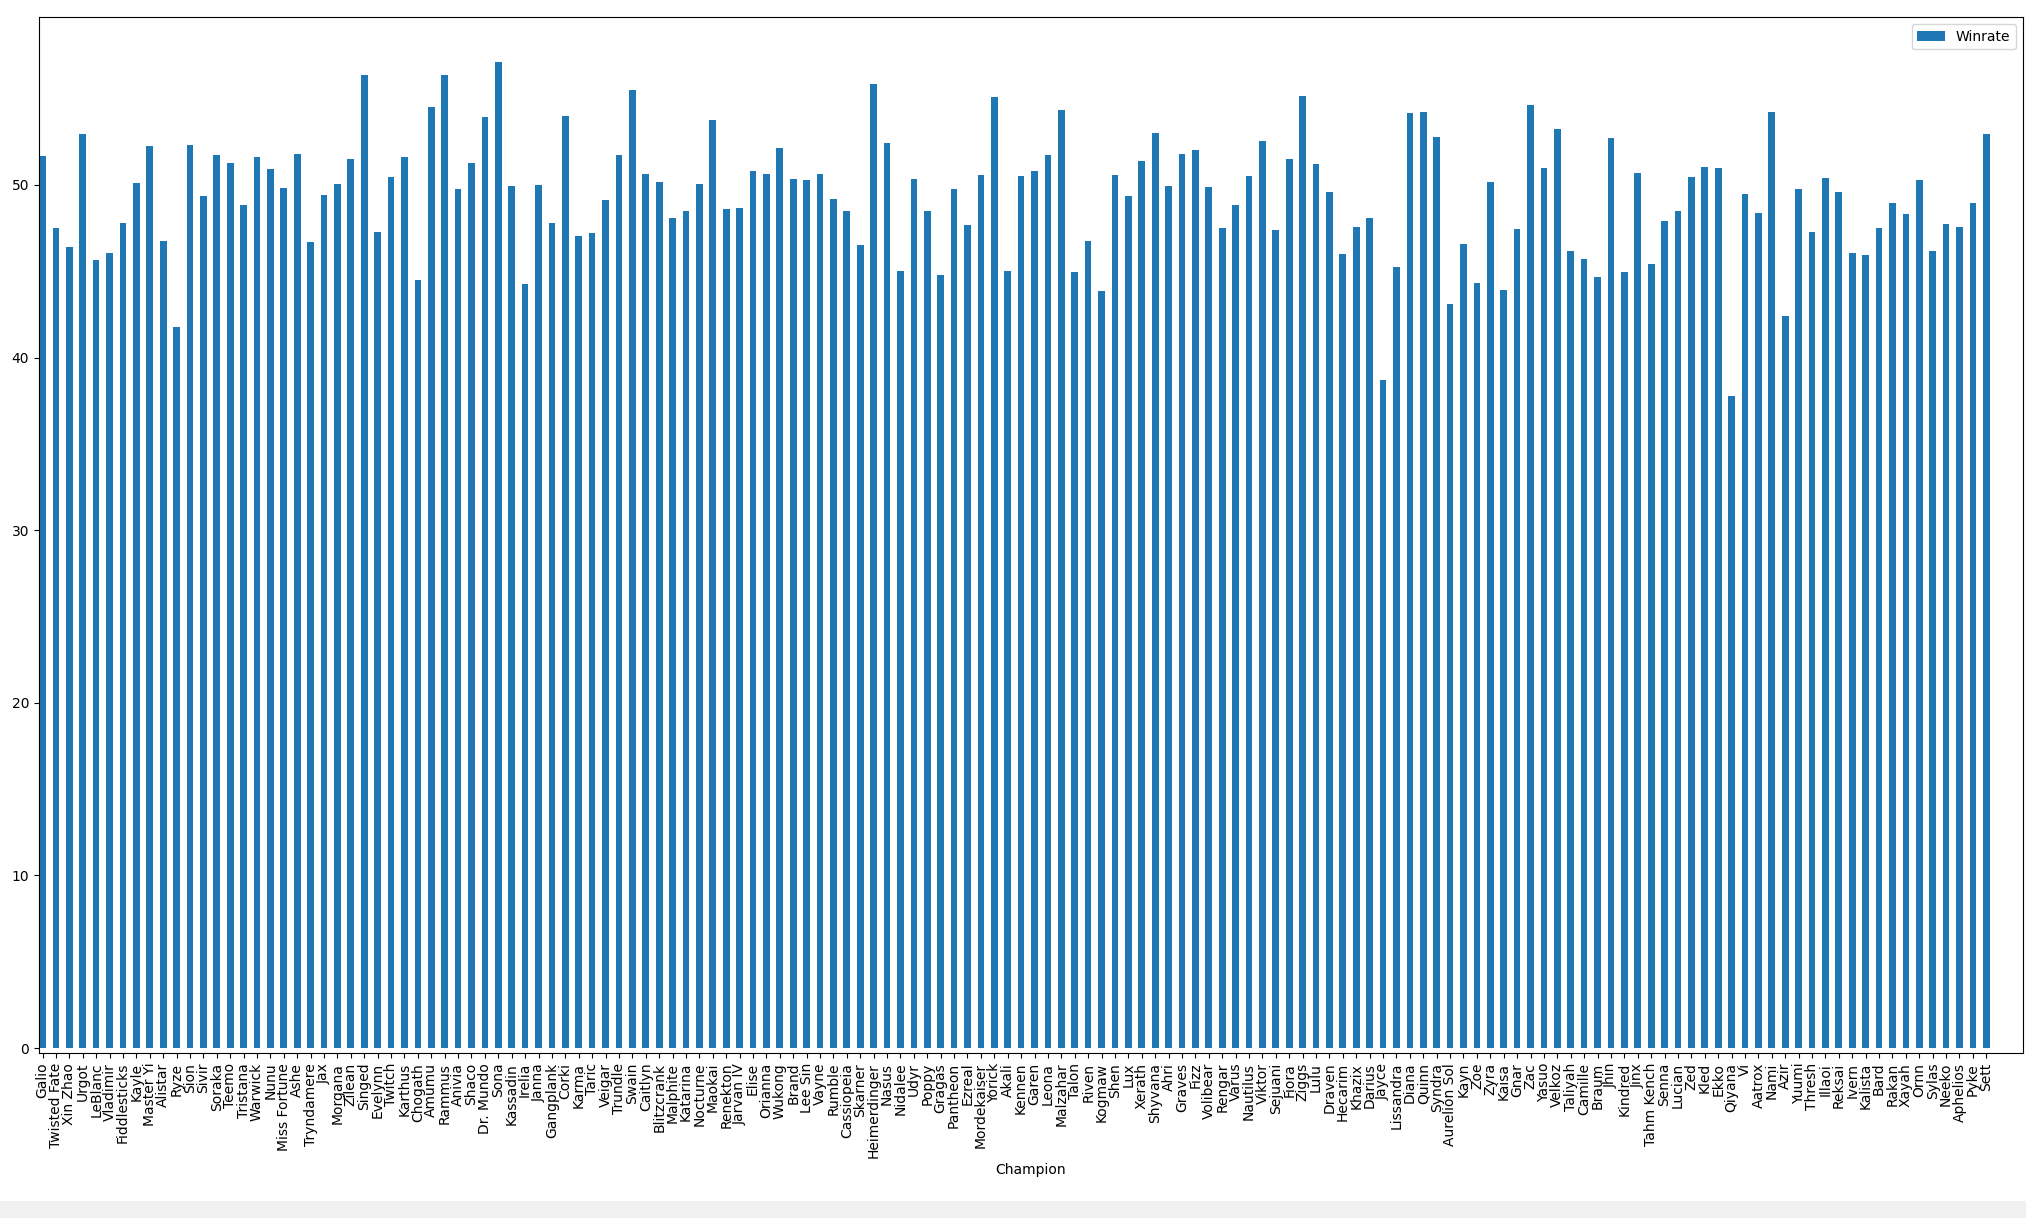 Winrate
50
40
30
20
10
0
Galio
Twisted Fate
Xin Zhao
Urgot
LeBlanc
Vladimir
Fiddlesticks
Kayle
Master Yi
Alistar
Ryze
Sion
Sivir
Soraka
Teemo
Tristana
Warwick
Nunu
Miss Fortune
Ashe
Tryndamere
Jax
Morgana
Zilean
Singed
Evelynn
Twitch
Karthus
Chogath
Amumu
Rammus
Anivia
Shaco
Dr. Mundo
Sona
Kassadin
Irelia
Janna
Gangplank
Corki
Karma
Taric
Veigar
Trundle
Swain
Caitlyn
Blitzcrank
Malphite
Katarina
Nocturne
Maokai
Renekton
Jarvan IV
Elise
Orianna
Wukong
Brand
Lee Sin
Vayne
Rumble
Cassiopeia
Skarner
Heimerdinger
Nasus
Nidalee
Udyr
Poppy
Gragas
Pantheon
Ezreal
Mordekaiser
Yorick
Akali
Kennen
Garen
Leona
Malzahar
Talon
Riven
Kogmaw
Shen
Lux
Xerath
Shyvana
Ahri
Graves
Fizz
Volibear
Rengar
Varus
Nautilus
Viktor
Sejuani
Fiora
Ziggs
Lulu
Draven
Hecarim
Khazix
Darius
Jayce
Lissandra
Diana
Quinn
Syndra
Aurelion Sol
Kayn
Zoe
Zyra
Kaisa
Gnar
Zac
Yasuo
Velkoz
Taliyah
Camille
Braum
Jhin
Kindred
Jinx
Tahm Kench
Senna
Lucian
Zed
Kled
Ekko
Qiyana
Vi
Aatrox
Nami
Azir
Yuumi
Thresh
Illaoi
Reksai
Ivern
Kalista
Bard
Rakan
Xayah
Ornn
Sylas
Neeko
Aphelios
Pyke
Sett
Champion